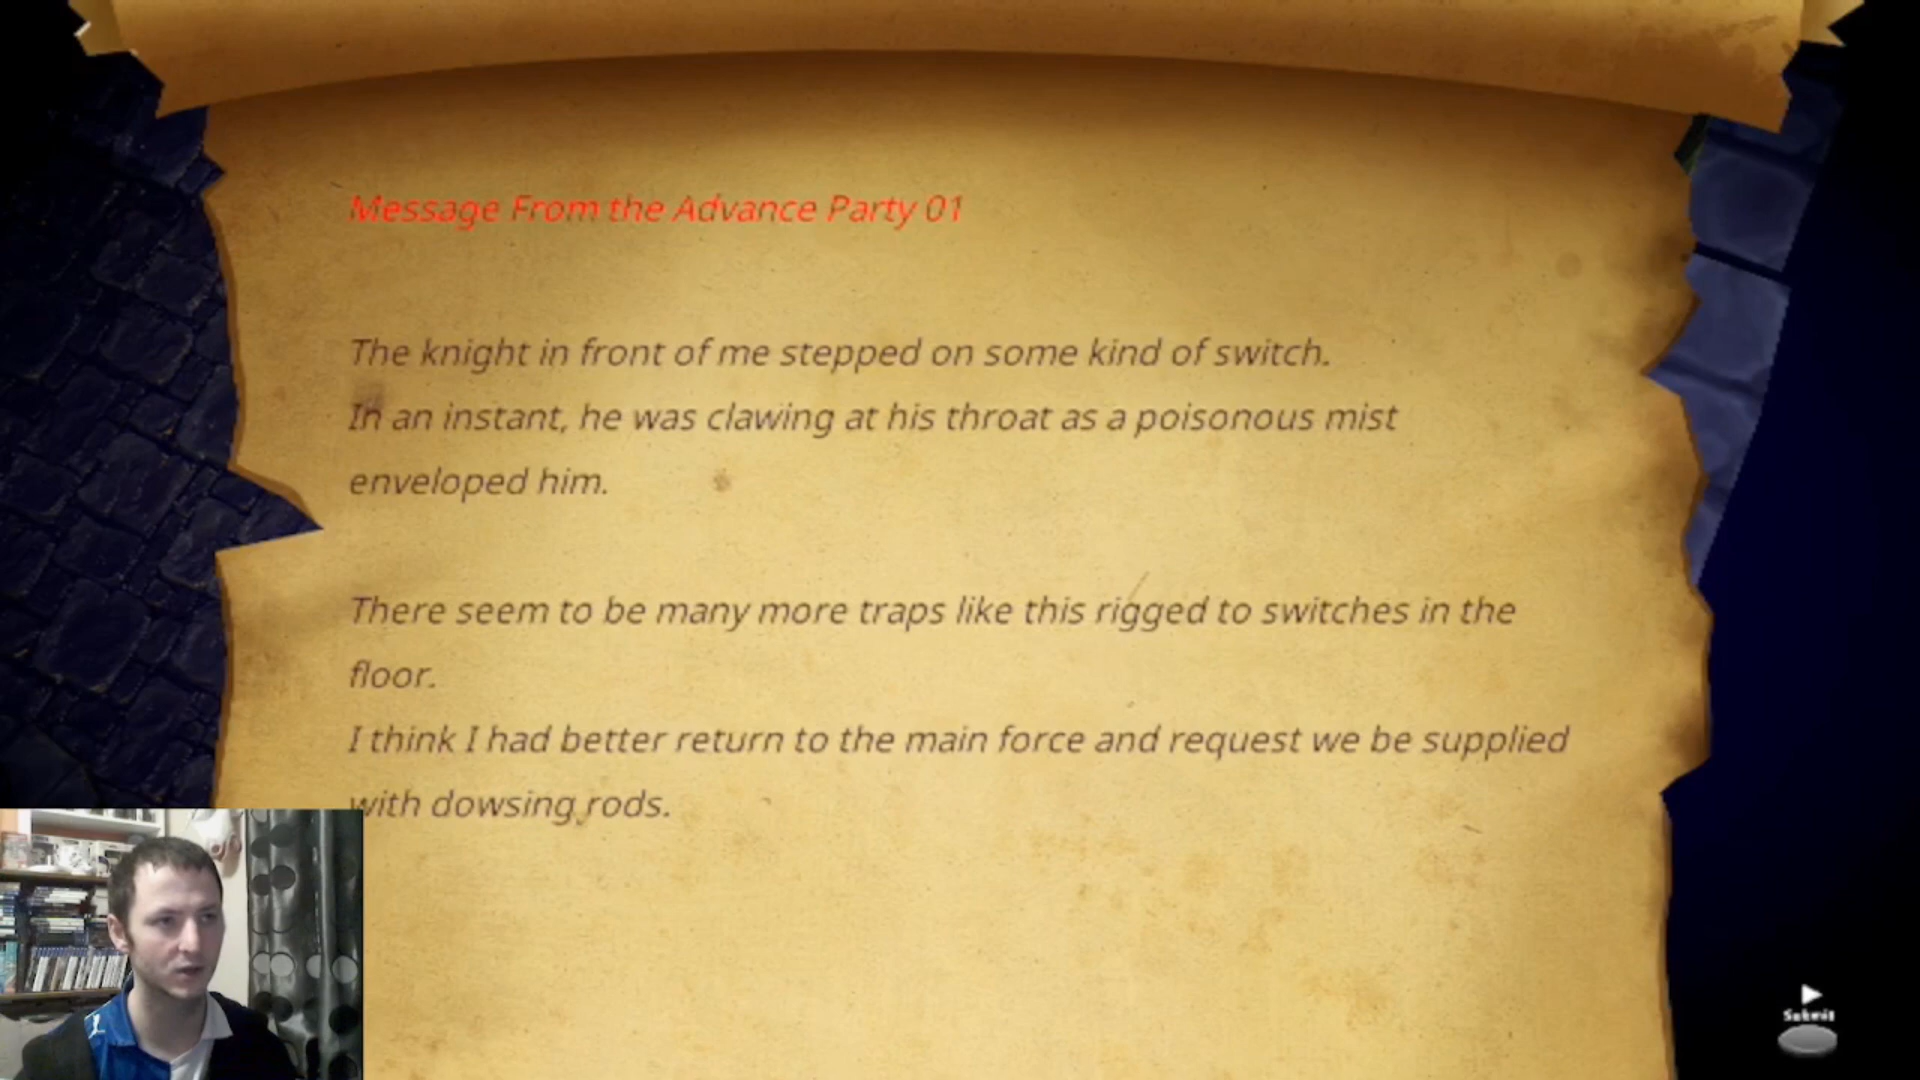 Message From the Advance Party 01
The knight in front of me stepped on some kind of switch.
In an instant, he was clawing at his throat as a poisonous mist
enveloped him.
There seem to be many more traps like this rigged to switches in the
floor.
I think I had better return to the main force and request we be supplied
with dowsing rods.
Submit